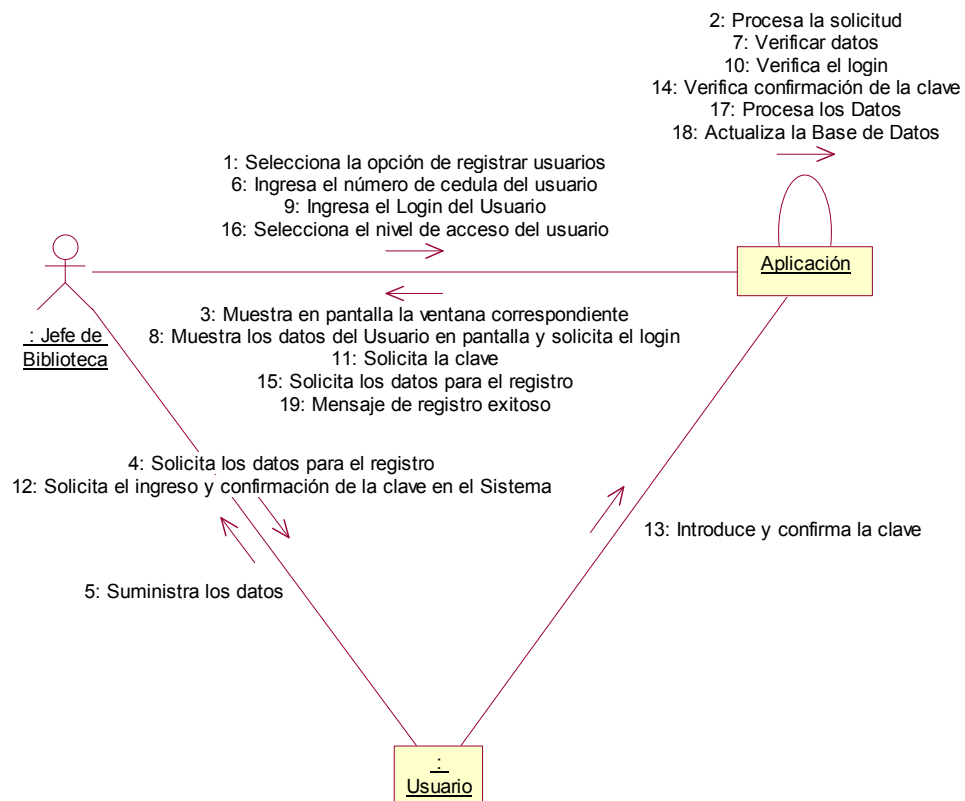 2: Procesa la solicitud
7: Verificar datos
10: Verifica el login
14: Verifica confirmación de la clave
17: Procesa los Datos
18: Actualiza la Base de Datos
1: Selecciona la opción de registrar usuarios
6: Ingresa el número de cedula del usuario
9: Ingresa el Login del Usuario
16: Selecciona el nivel de acceso del usuario
Aplicación
: Jefe de
Biblioteca
3: Muestra en pantalla la ventana correspondiente
8: Muestra los datos del Usuario en pantalla y solicita el login
11: Solicita la clave
15: Solicita los datos para el registro
19: Mensaje de registro exitoso
4: Solicita los datos para el registro
12: Solicita el ingreso y confirmación de la clave en el Sistema
13: Introduce y confirma la clave
5: Suministra los datos
:
Usuario